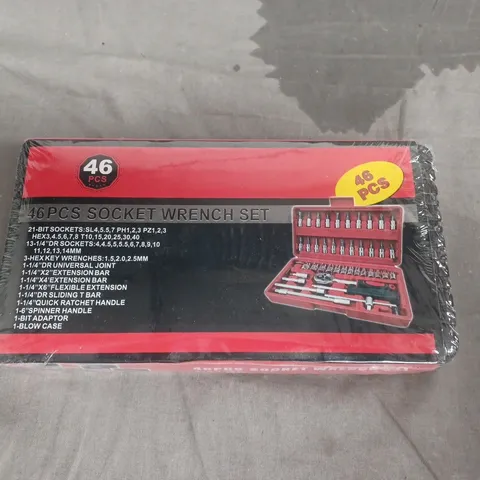 46
PCS
46
PCS
46PCS SOCKET WRENCH SET
21-BIT SOCKETS:SL4,5,5,7 PH1,2,3 PZ1,2,3
HEX3,4,5,6,7,8 T10,15,20,25,30,40
13-1/4"DR SOCKETS:4,4.5,5,5.5,6,7,8,9,10
11,12,13,14MM
3-HEX KEY WRENCHES:1.5,2.0,2.5MM
1-1/4"DR UNIVERSAL JOINT
1-1/4"X2"EXTENSION BAR
1-1/4"X4"EXTENSION BAR
1-1/4"X6"FLEXIBLE EXTENSION
1-1/4"DR SLIDING T BAR
1-1/4"QUICK RATCHET HANDLE
1-6"SPINNER HANDLE
1-BIT ADAPTOR
1-BLOW CASE
46PCS SOCKET WRENCH